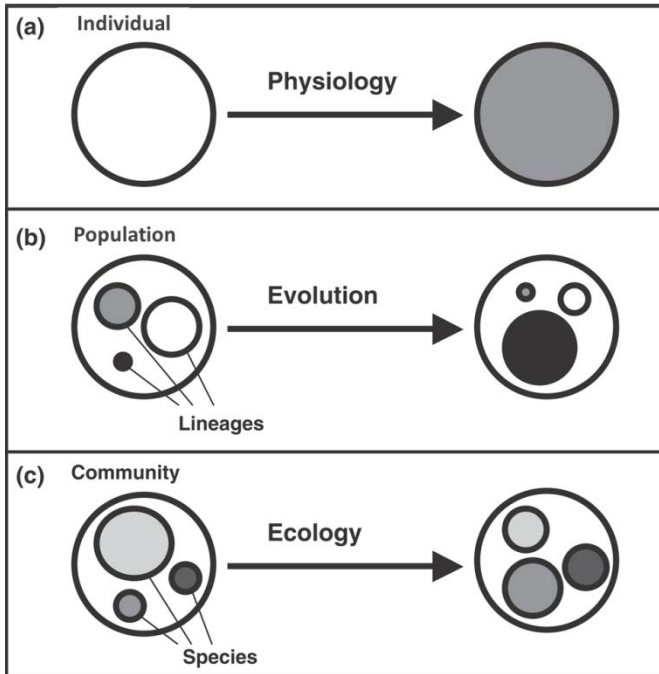 (a) Individual
Physiology
(b) Population
Evolution
Lineages
(c) Community
Ecology
Species